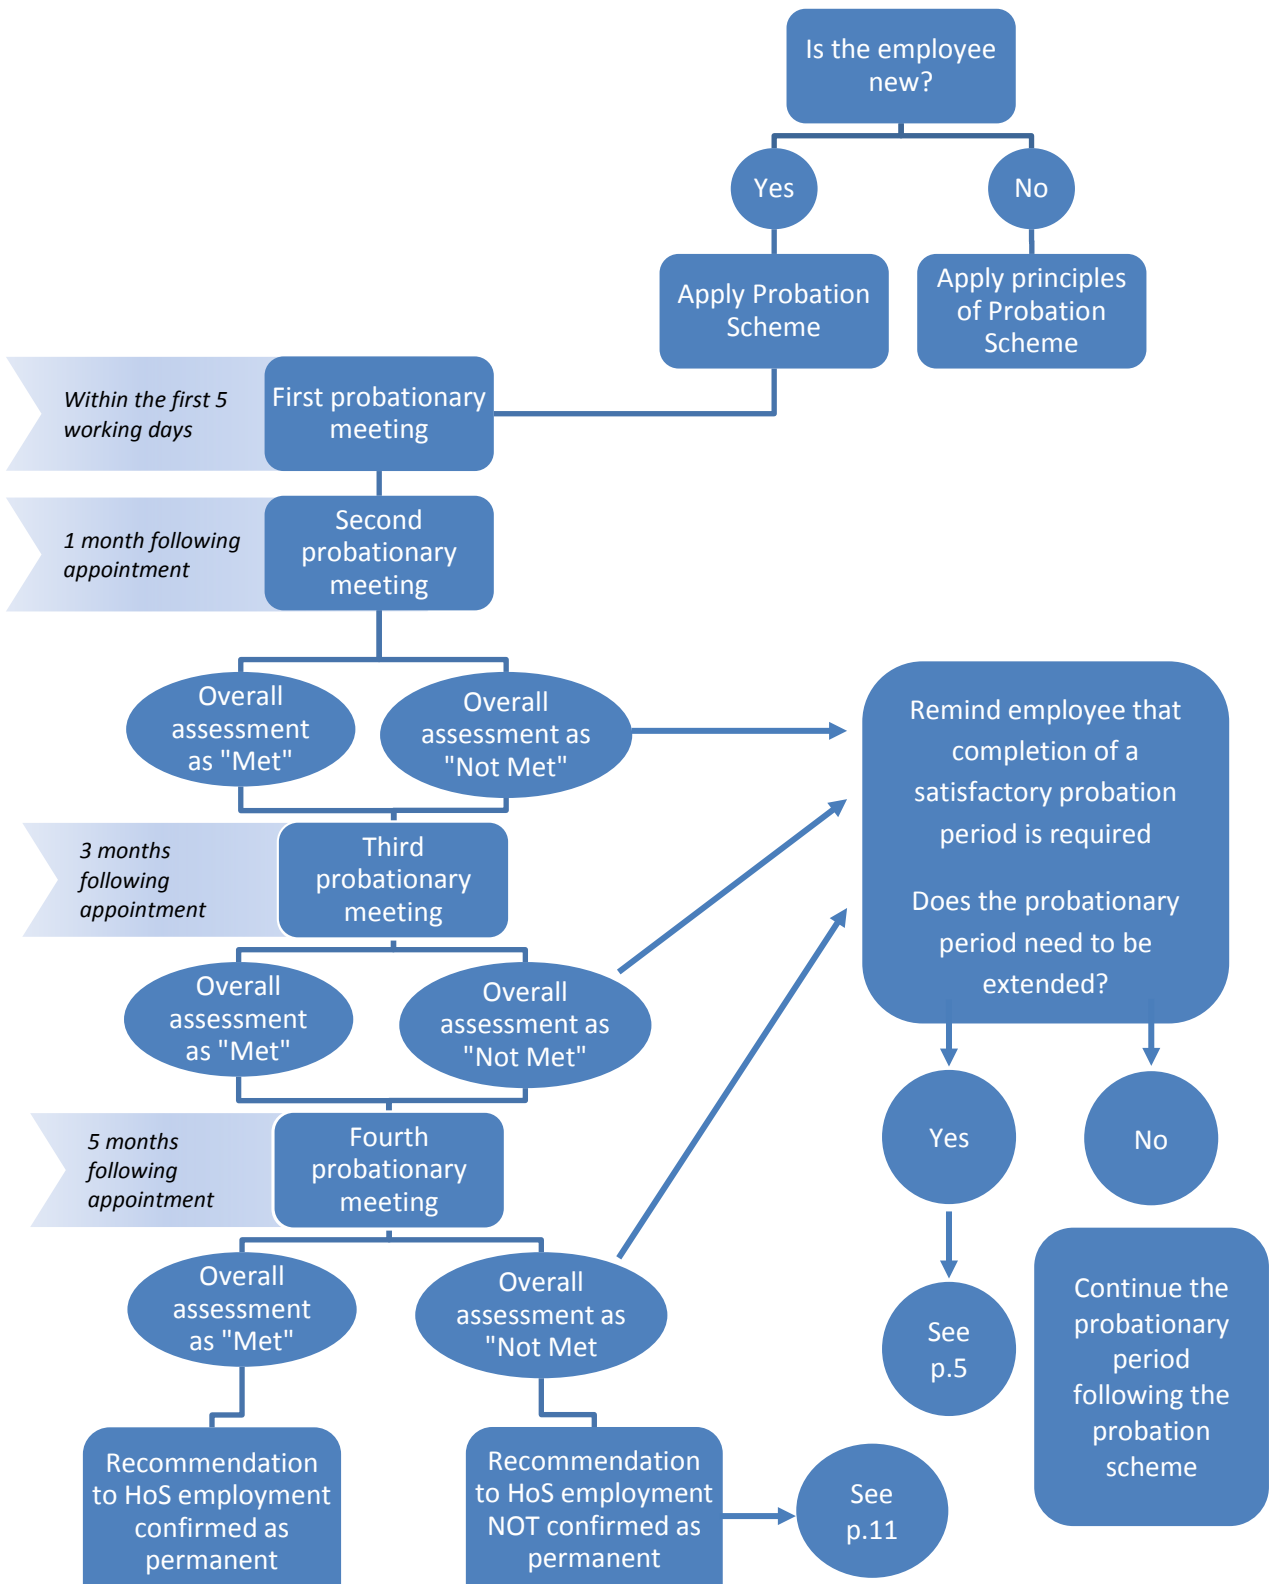 Is the employee
new?
Yes
No
Apply Probation
Scheme
Apply principles
of Probation
Scheme
Within the first 5
working days
First probationary
meeting
1 month following
appointment
Second
probationary
meeting
Overall
assessment
as "Met"
Overall
assessment as
"Not Met"
Remind employee that
completion of a
satisfactory probation
period is required
Does the probationary
period need to be
extended?
3 months
following
appointment
Third
probationary
meeting
Overall
assessment
as "Met"
Overall
assessment as
"Not Met"
Yes
No
5 months
following
appointment
Fourth
probationary
meeting
Overall
assessment
as "Met"
Overall
assessment as
"Not Met
See
p.5
Continue the
probationary
period
following the
probation
scheme
Recommendation
to HoS employment
confirmed as
permanent
Recommendation
to HoS employment
NOT confirmed as
permanent
See
p.11